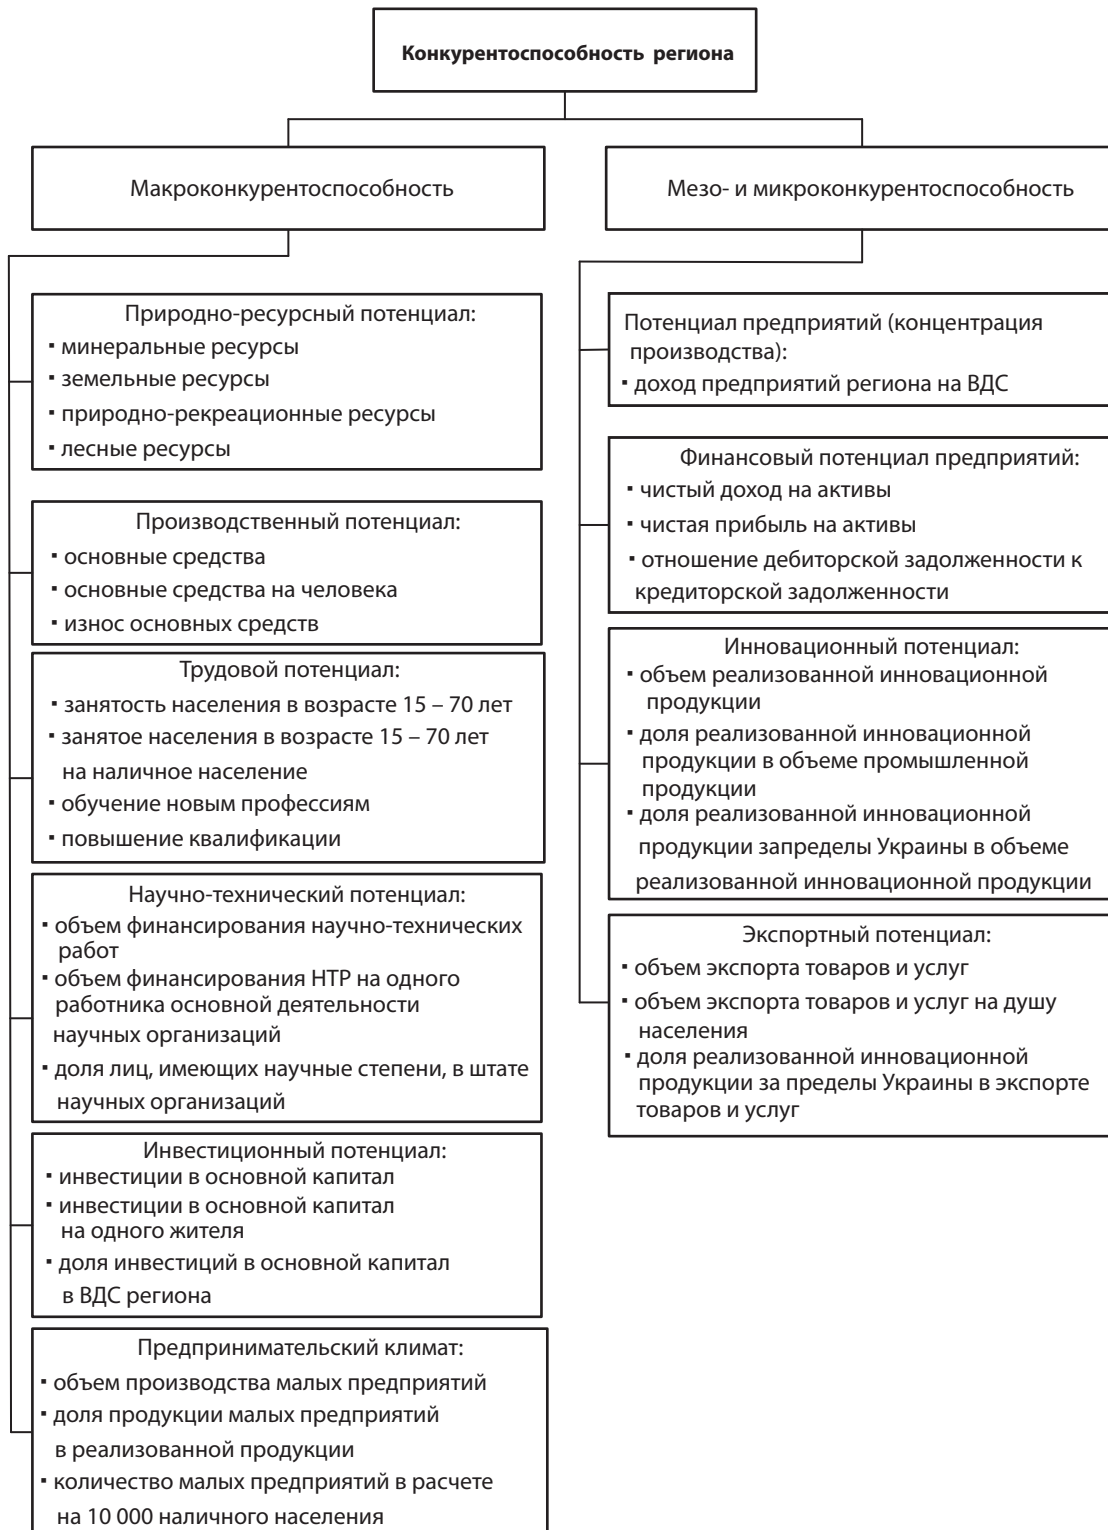 Конкурентоспособность региона
Макроконкурентоспособность
Природно-ресурсный потенциал:
▪ минеральные ресурсы
▪ земельные ресурсы
▪ природно-рекреационные ресурсы
▪ лесные ресурсы
Производственный потенциал:
▪ основные средства
▪ основные средства на человека
▪ износ основных средств
Трудовой потенциал:
▪ занятость населения в возрасте 15 – 70 лет
▪ занятое населения в возрасте 15 – 70 лет
на наличное население
▪ обучение новым профессиям
▪ повышение квалификации
Научно-технический потенциал:
▪ объем финансирования научно-технических
работ
▪ объем финансирования НТР на одного
работника основной деятельности
научных организаций
▪ доля лиц, имеющих научные степени, в штате
научных организаций
Инвестиционный потенциал:
▪ инвестиции в основной капитал
▪ инвестиции в основной капитал
на одного жителя
▪ доля инвестиций в основной капитал
в ВДС региона
Предпринимательский климат:
▪ объем производства малых предприятий
▪ доля продукции малых предприятий
в реализованной продукции
▪ количество малых предприятий в расчете
на 10 000 наличного населения
Мезо- и микроконкурентоспособность
Потенциал предприятий (концентрация
производства):
▪ доход предприятий региона на ВДС
Финансовый потенциал предприятий:
▪ чистый доход на активы
▪ чистая прибыль на активы
▪ отношение дебиторской задолженности к
кредиторской задолженности
Инновационный потенциал:
▪ объем реализованной инновационной
продукции
▪ доля реализованной инновационной
продукции в объеме промышленной
продукции
▪ доля реализованной инновационной
продукции запределы Украины в объеме
реализованной инновационной продукции
Экспортный потенциал:
▪ объем экспорта товаров и услуг
▪ объем экспорта товаров и услуг на душу
населения
▪ доля реализованной инновационной
продукции за пределы Украины в экспорте
товаров и услуг